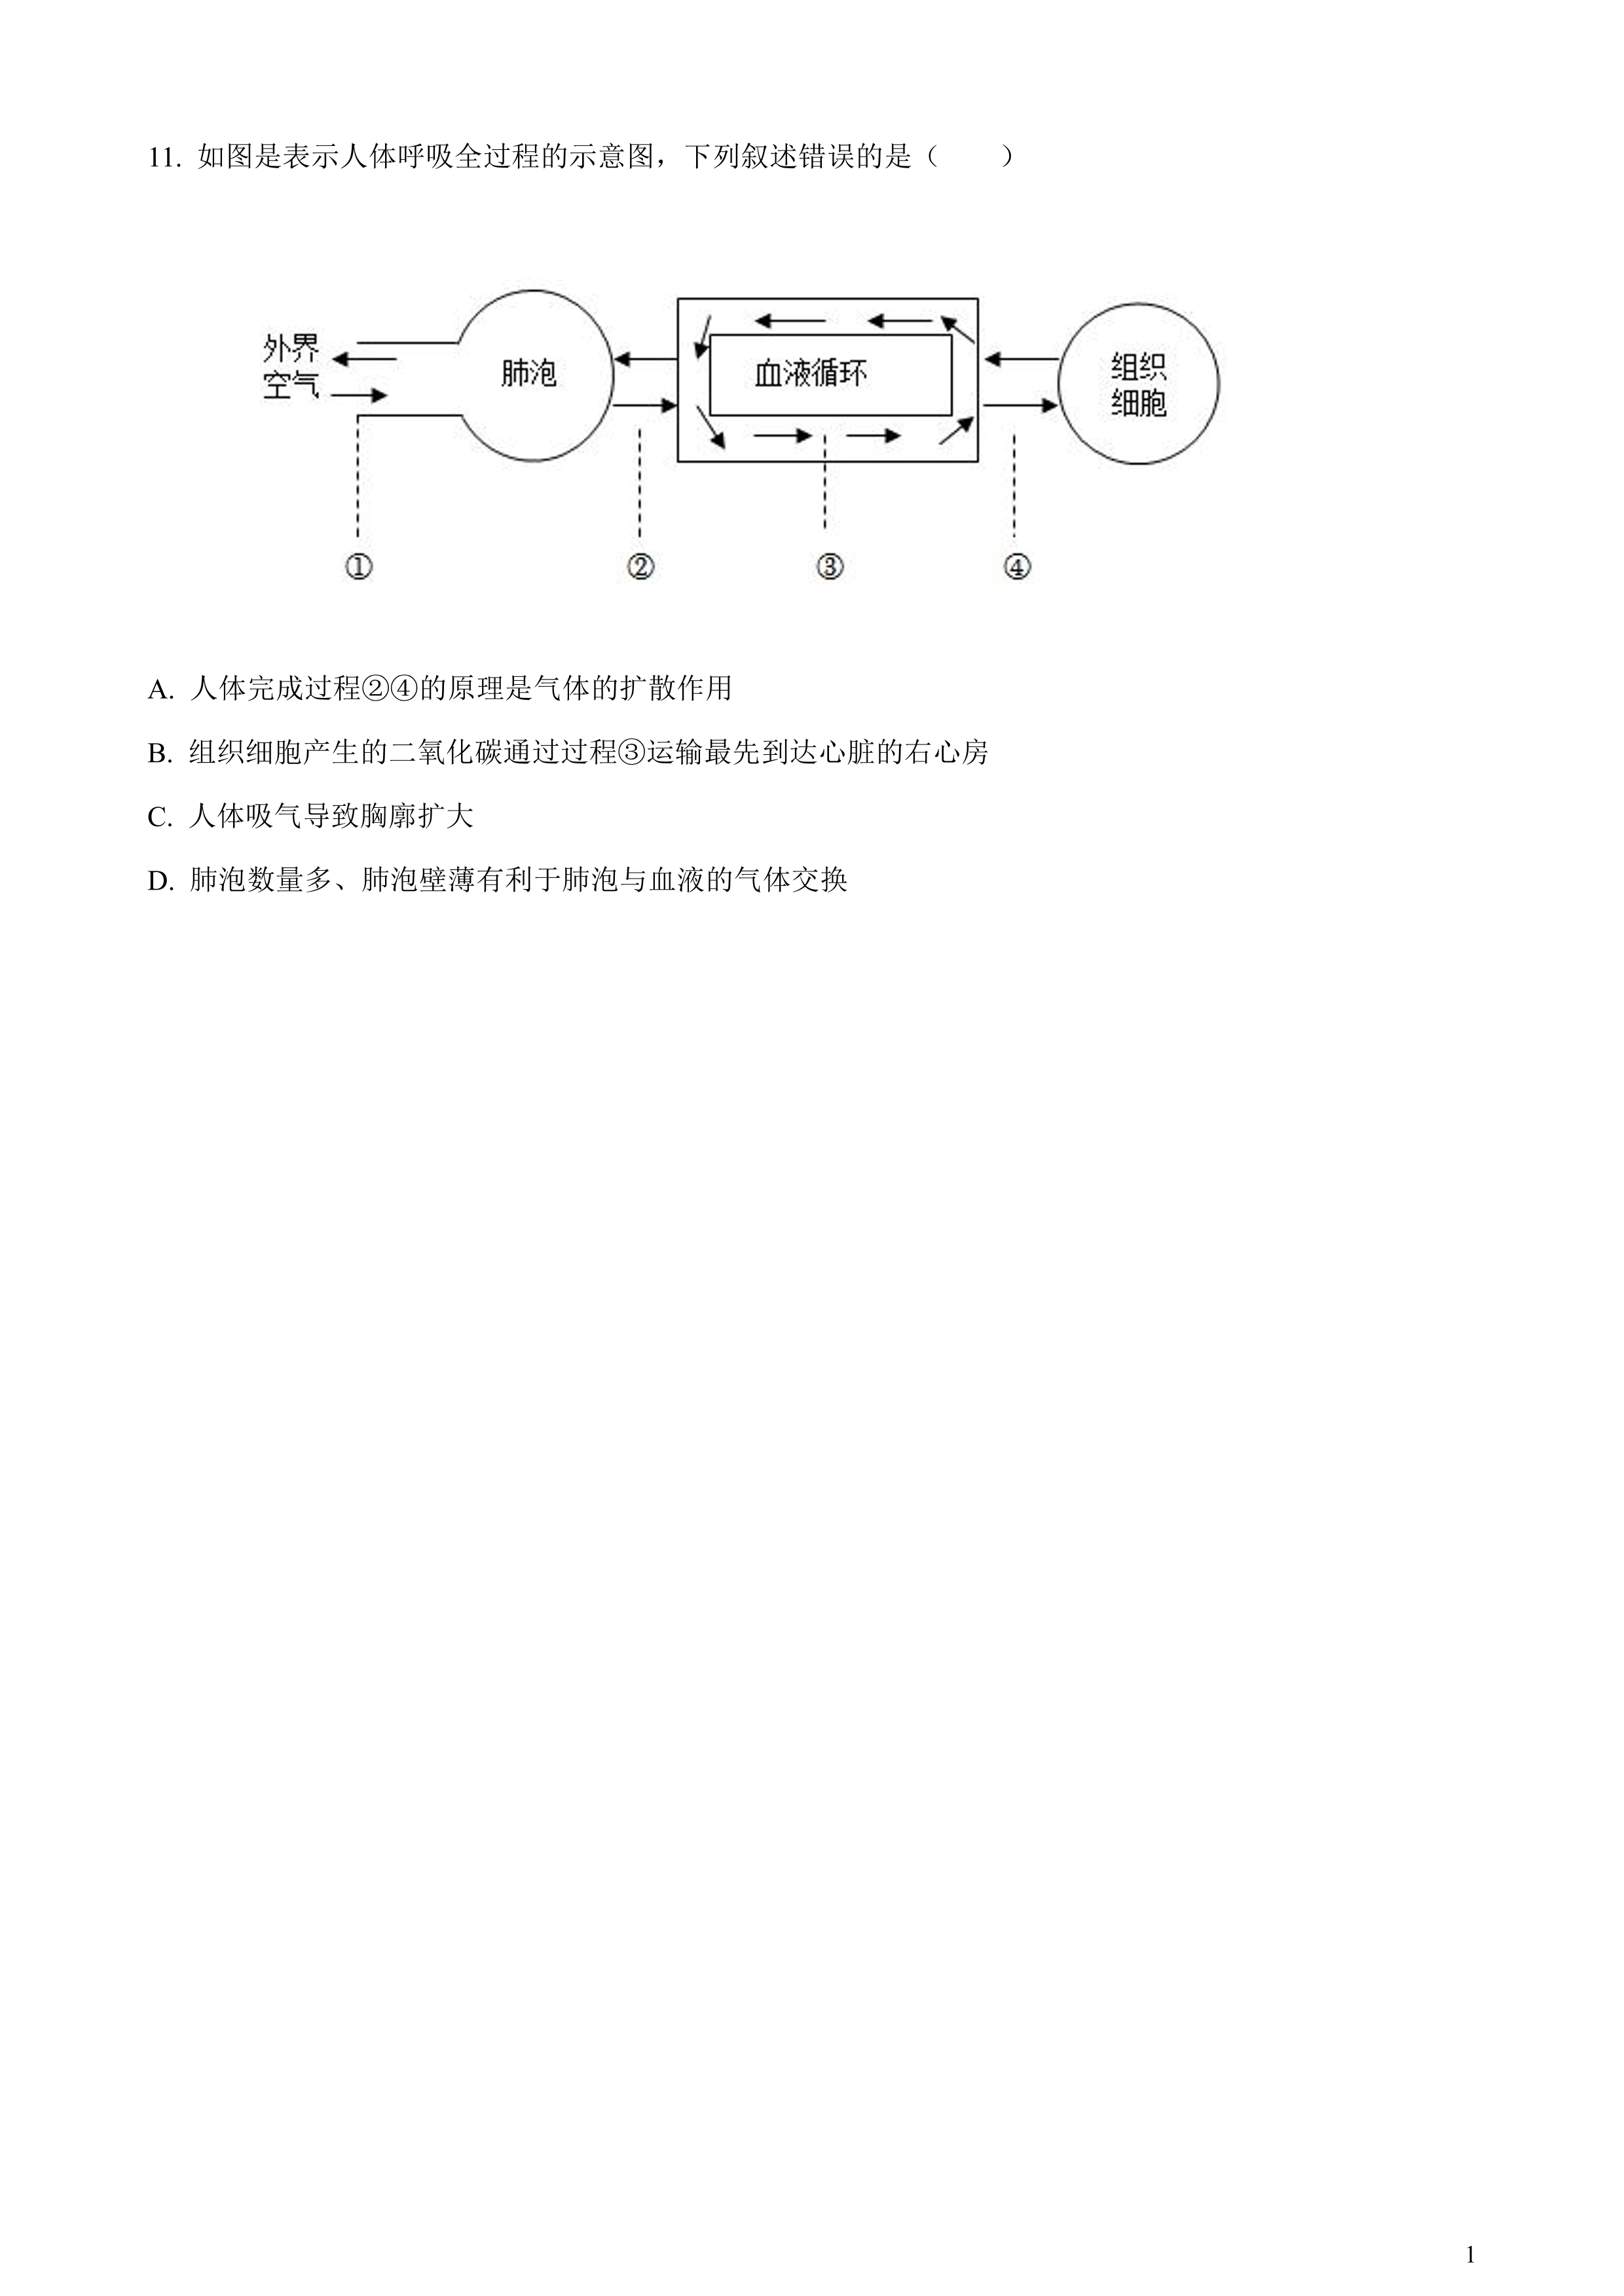 11. 如图是表示人体呼吸全过程的示意图，下列叙述错误的是（　　）
外界
空气
肺泡
血液循环
组织
细胞
① ② ③ ④
A. 人体完成过程②④的原理是气体的扩散作用
B. 组织细胞产生的二氧化碳通过过程③运输最先到达心脏的右心房
C. 人体吸气导致胸廓扩大
D. 肺泡数量多、肺泡壁薄有利于肺泡与血液的气体交换
1